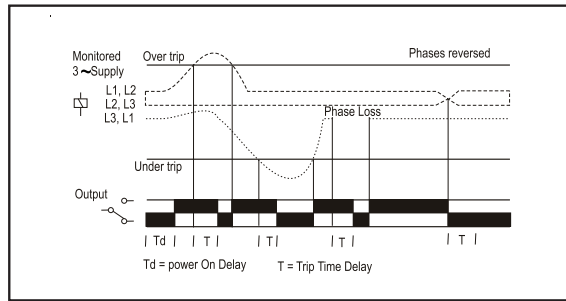 Monitored
3 ~ Supply
Over trip
Phases reversed
L1, L2
L2, L3
L3, L1
Phase Loss
Under trip
Output
Td
T
T
T
T
Td = power On Delay
T = Trip Time Delay